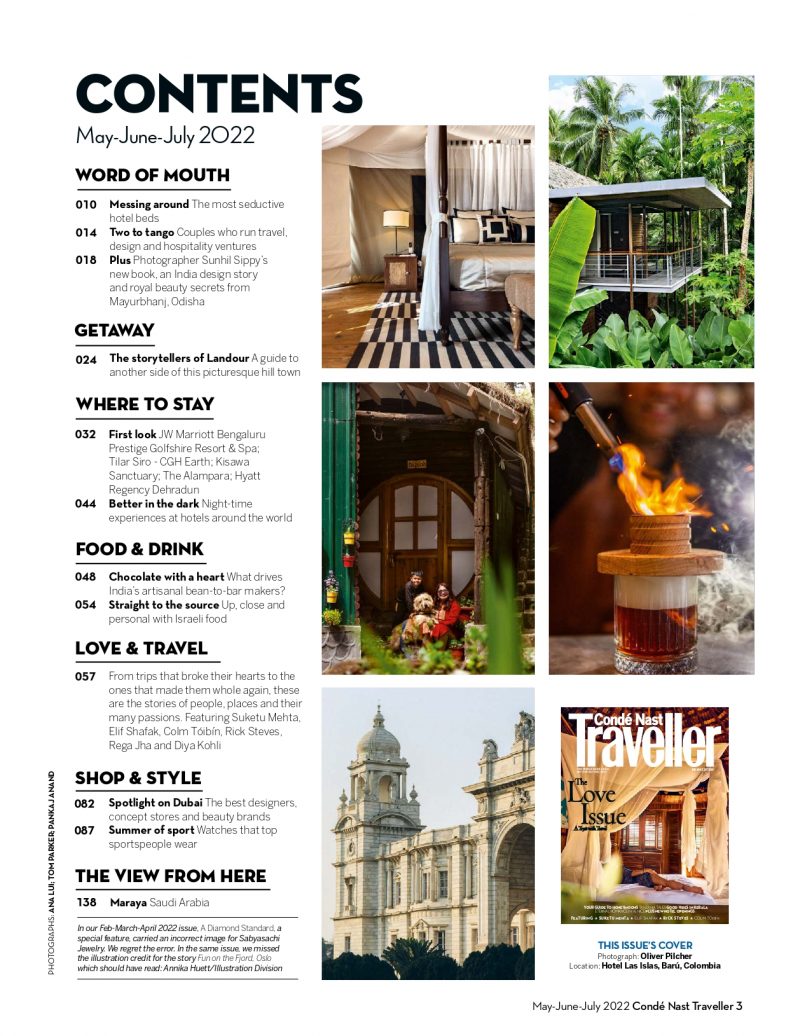 CONTENTS
May-June-July 2022
WORD OF MOUTH
010 Messing around The most seductive
hotel beds
014 Two to tango Couples who run travel,
design and hospitality ventures
018 Plus Photographer Sunhil Sippy's
new book, an India design story
and royal beauty secrets from
Mayurbhanj, Odisha
GETAWAY
024 The storytellers of Landour A guide to
another side of this picturesque hill town
WHERE TO STAY
032 First look JW Marriott Bengaluru
Prestige Golfshire Resort & Spa;
Tilar Siro - CGH Earth; Kisawa
Sanctuary; The Alampara; Hyatt
Regency Dehradun
044 Better in the dark Night-time
experiences at hotels around the world
FOOD & DRINK
048 Chocolate with a heart What drives
India's artisanal bean-to-bar makers?
054 Straight to the source Up, close and
personal with Israeli food
LOVE & TRAVEL
057 From trips that broke their hearts to the
ones that made them whole again, these
are the stories of people, places and their
many passions. Featuring Suketu Mehta,
Elif Shafak, Colm Tóibín, Rick Steves,
Rega Jha and Diya Kohli
SHOP & STYLE
082 Spotlight on Dubai The best designers,
concept stores and beauty brands
087 Summer of sport Watches that top
sportspeople wear
THE VIEW FROM HERE
138 Maraya Saudi Arabia
In our Feb-March-April 2022 issue, A Diamond Standard, a
special feature, carried an incorrect image for Sabyasachi
Jewelry. We regret the error. In the same issue, we missed
the illustration credit for the story Fun on the Fjord, Oslo
which should have read: Annika Huett/Illustration Division
PHOTOGRAPHS: ANA LUI; TOM PARKER; PANKAJ ANAND
Condé Nast
Traveller
The
Love
Issue
A Tryst with Travel
FEATURING + SUKETU MEHTA + ELIF SHAFAK + RICK STEVES + COLM TÓIBÍN
THIS ISSUE'S COVER
Photograph: Oliver Pilcher
Location: Hotel Las Islas, Barú, Colombia
May-June-July 2022 Condé Nast Traveller 3